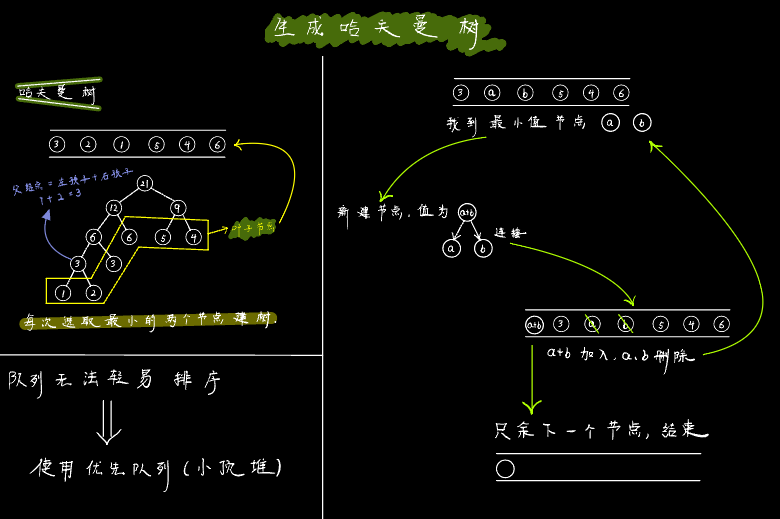 生成哈夫曼树
哈夫曼树
3 2 1 5 4 6
父结点 = 左孩子 + 右孩子
1 + 2 = 3
21
12 9
6 6 5 4
3 3
1 2
叶子节点
每次选取最小的两个节点建树.
队列无法轻易排序
使用优先队列(小顶堆)
3 a b 5 4 6
找到最小值节点 a b
新建节点, 值为 a+b
a b
连接
a+b 3 a b 5 4 6
a+b 加入, a、b 删除
只余下一个节点, 结束